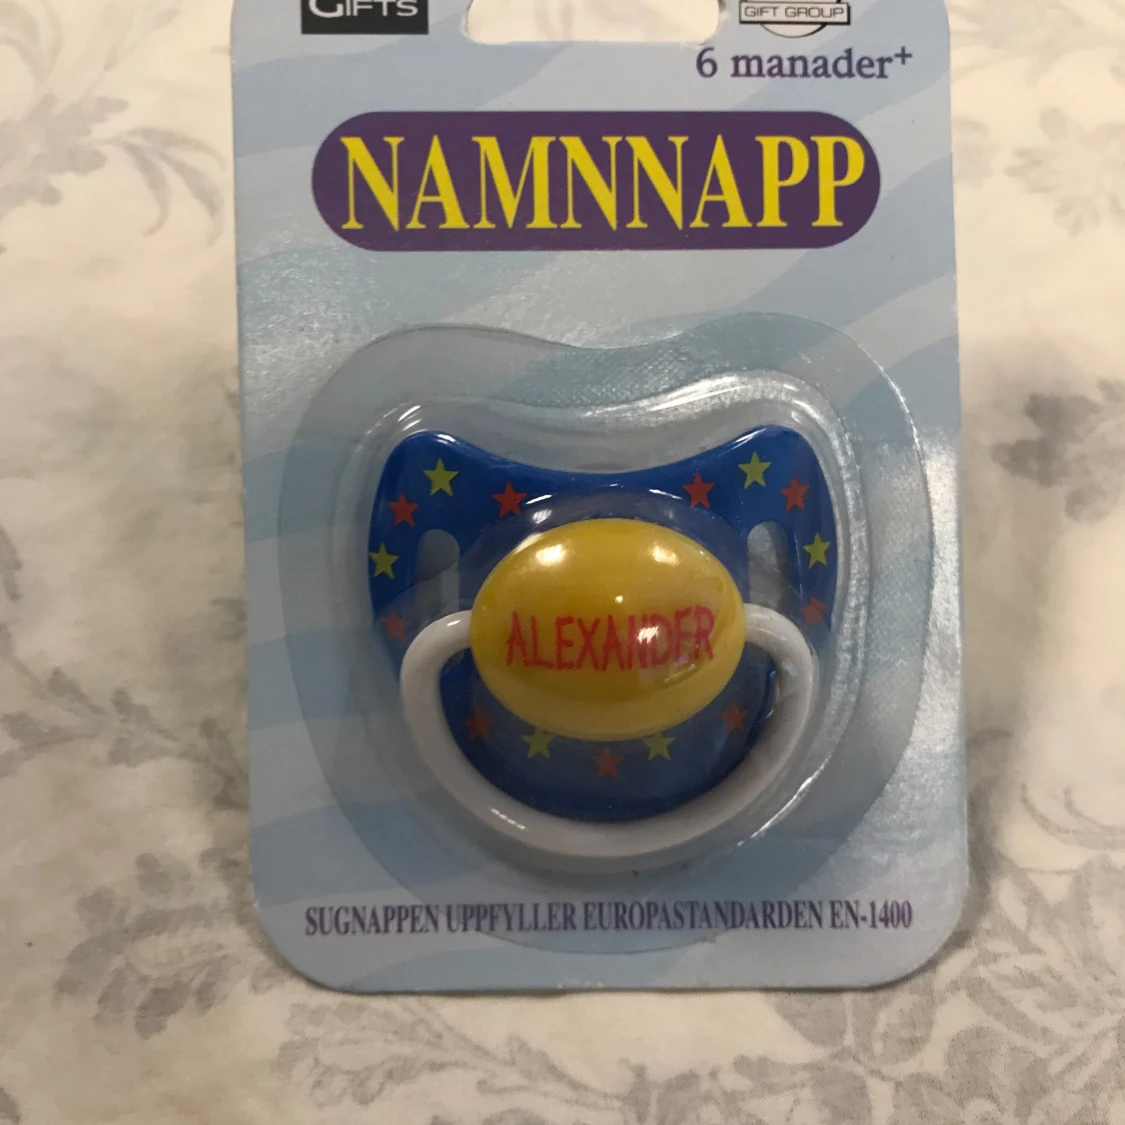 GIFTS
GIFT GROUP
6 manader+
NAMNNAPP
ALEXANDER
SUGNAPPEN UPPFYLLER EUROPASTANDARDEN EN-1400